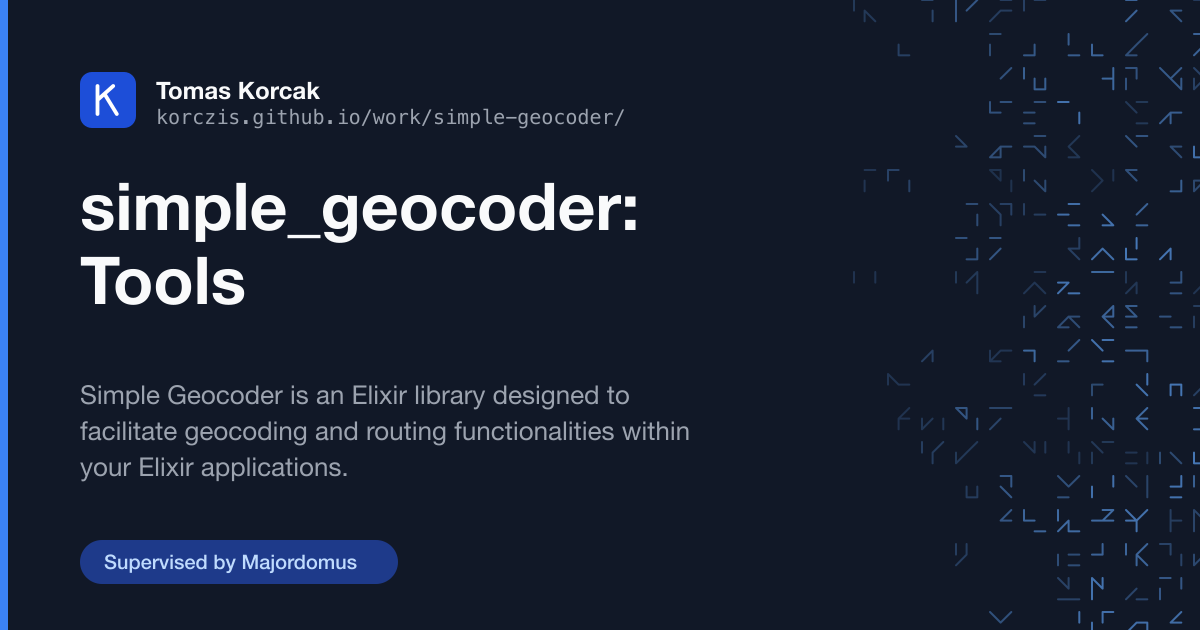 K
Tomas Korcak
korczis.github.io/work/simple-geocoder/
simple_geocoder:
Tools
Simple Geocoder is an Elixir library designed to
facilitate geocoding and routing functionalities within
your Elixir applications.
Supervised by Majordomus